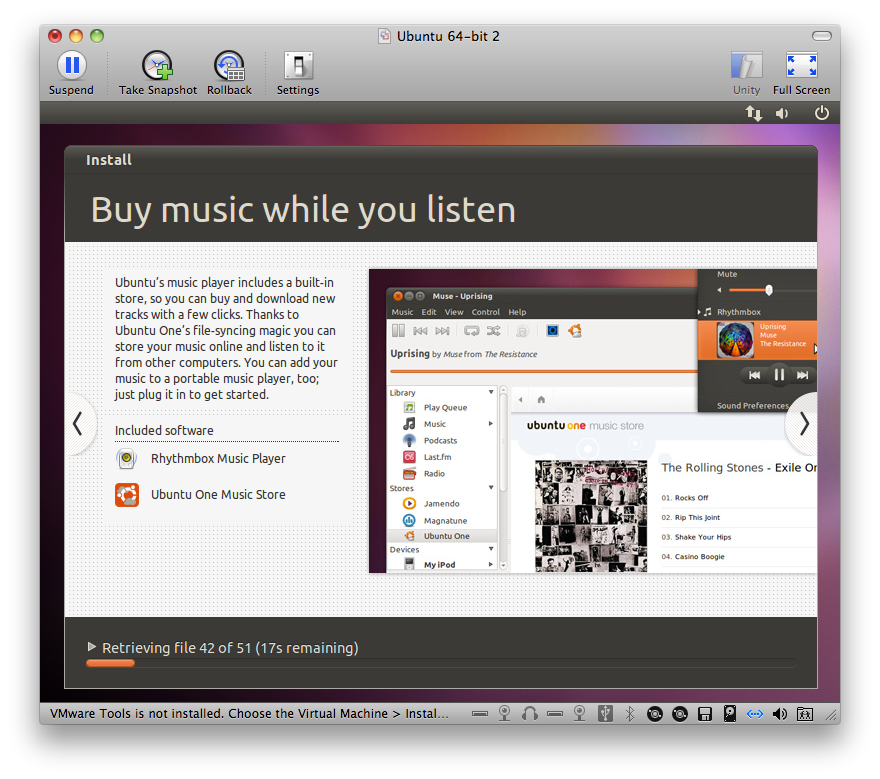 Ubuntu 64-bit 2
Suspend
Take Snapshot
Rollback
Settings
Unity
Full Screen
Install
Buy music while you listen
Ubuntu's music player includes a built-in
store, so you can buy and download new
tracks with a few clicks. Thanks to
Ubuntu One's file-syncing magic you can
store your music online and listen to it
from other computers. You can add your
music to a portable music player, too;
just plug it in to get started.
Included software
Rhythmbox Music Player
Ubuntu One Music Store
Muse - Uprising
Music Edit View Control Help
Uprising by Muse from The Resistance
Library
Play Queue
Music
Podcasts
Last.fm
Radio
Stores
Jamendo
Magnatune
Ubuntu One
Devices
My iPod
Mute
Rhythmbox
Uprising
Muse
The Resistance
Sound Preferences
ubuntu one music store
The Rolling Stones - Exile On
01. Rocks Off
02. Rip This Joint
03. Shake Your Hips
04. Casino Boogie
Retrieving file 42 of 51 (17s remaining)
VMware Tools is not installed. Choose the Virtual Machine > Instal...